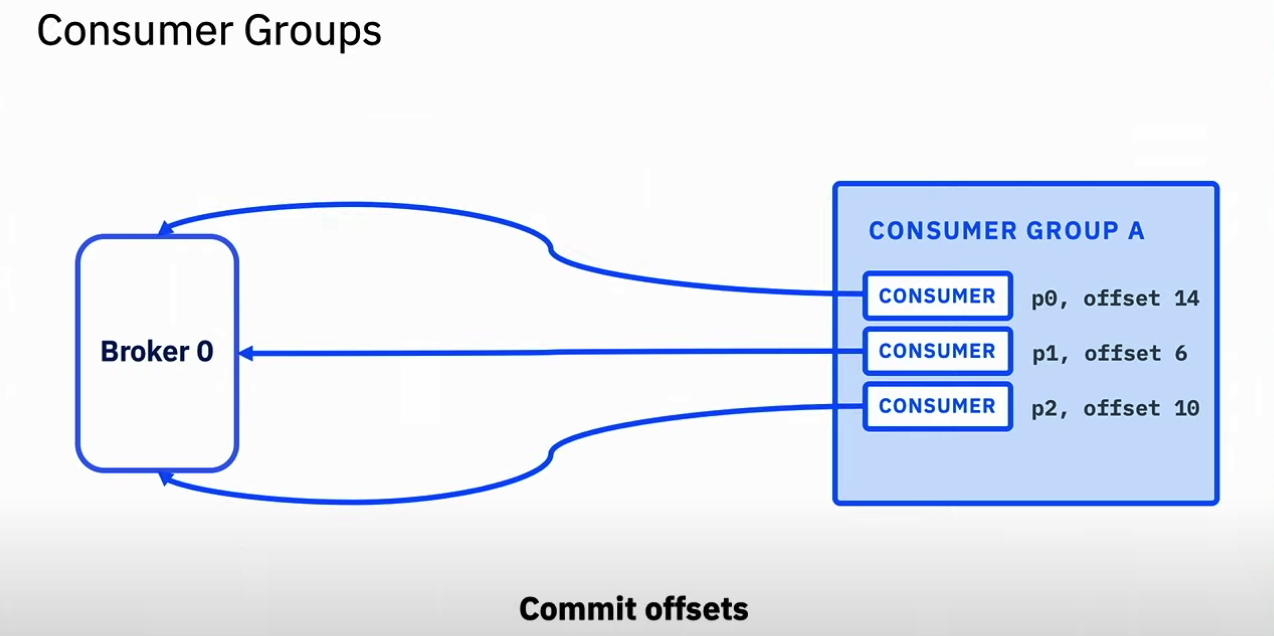 Consumer Groups
CONSUMER GROUP A
Broker 0
CONSUMER p0, offset 14
CONSUMER p1, offset 6
CONSUMER p2, offset 10
Commit offsets